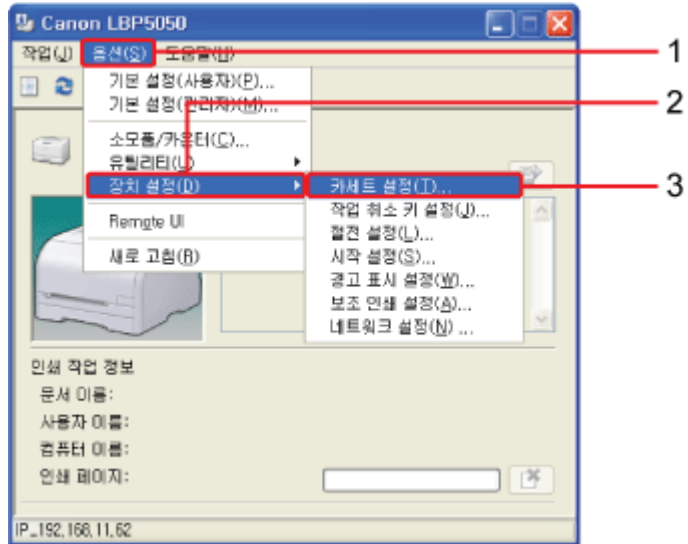 Canon LBP5050
작업(J) 옵션(S) 도움말(H)
1
기본 설정(사용자)(P)...
기본 설정(관리자)(M)...
2
소모품/카운터(C)...
유틸리티(U)
장치 설정(D)
카세트 설정(T)...
3
작업 취소 키 설정(J)...
Remote UI
절전 설정(L)...
새로 고침(R)
시작 설정(S)...
경고 표시 설정(W)...
보조 인쇄 설정(A)...
네트워크 설정(N) ...
인쇄 작업 정보
문서 이름:
사용자 이름:
컴퓨터 이름:
인쇄 페이지:
IP_192,168,11,62